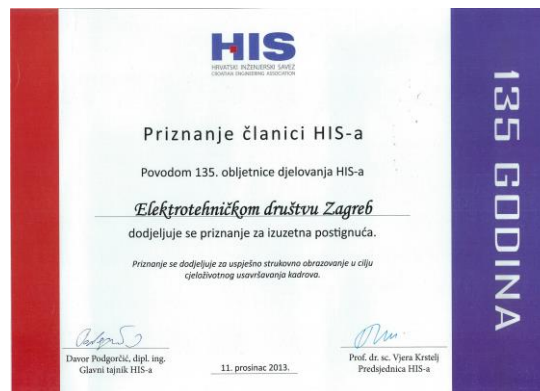 HIS
HRVATSKI INŽENJERSKI SAVEZ
CROATIAN ENGINEERING ASSOCIATION
Priznanje članici HIS-a
Povodom 135. obljetnice djelovanja HIS-a
Elektrotehničkom društvu Zagreb
dodjeljuje se priznanje za izuzetna postignuća.
Priznanje se dodjeljuje za uspješno strukovno obrazovanje u cilju
cjeloživotnog usavršavanja kadrova.
Davor Podgorčić, dipl. ing.
Glavni tajnik HIS-a
11. prosinac 2013.
Prof. dr. sc. Vjera Krstelj
Predsjednica HIS-a
135 GODINA